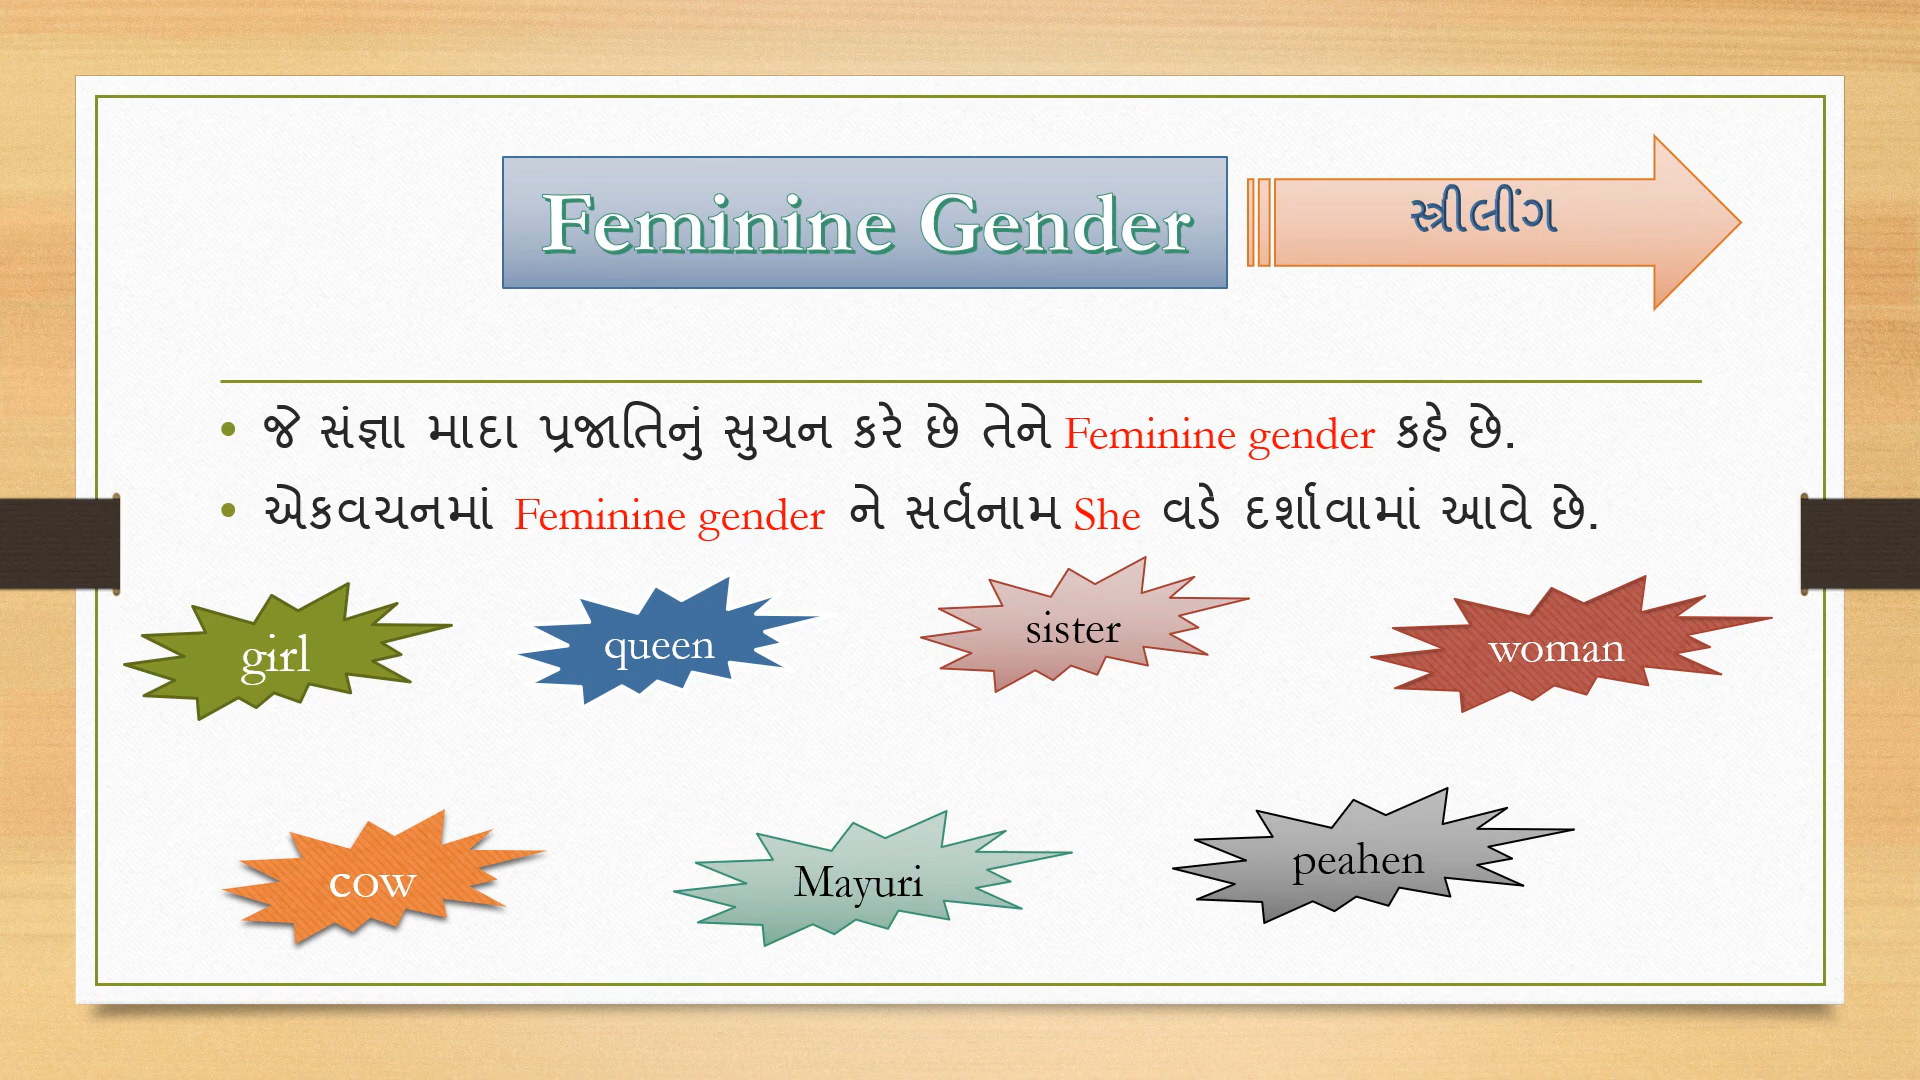 Feminine Gender
સ્ત્રીલીંગ
• જે સંજ્ઞા માદા પ્રજાતિનું સુચન કરે છે તેને Feminine gender કહે છે.
• એકવચનમાં Feminine gender ને સર્વનામ She વડે દર્શાવામાં આવે છે.
girl
queen
sister
woman
cow
Mayuri
peahen